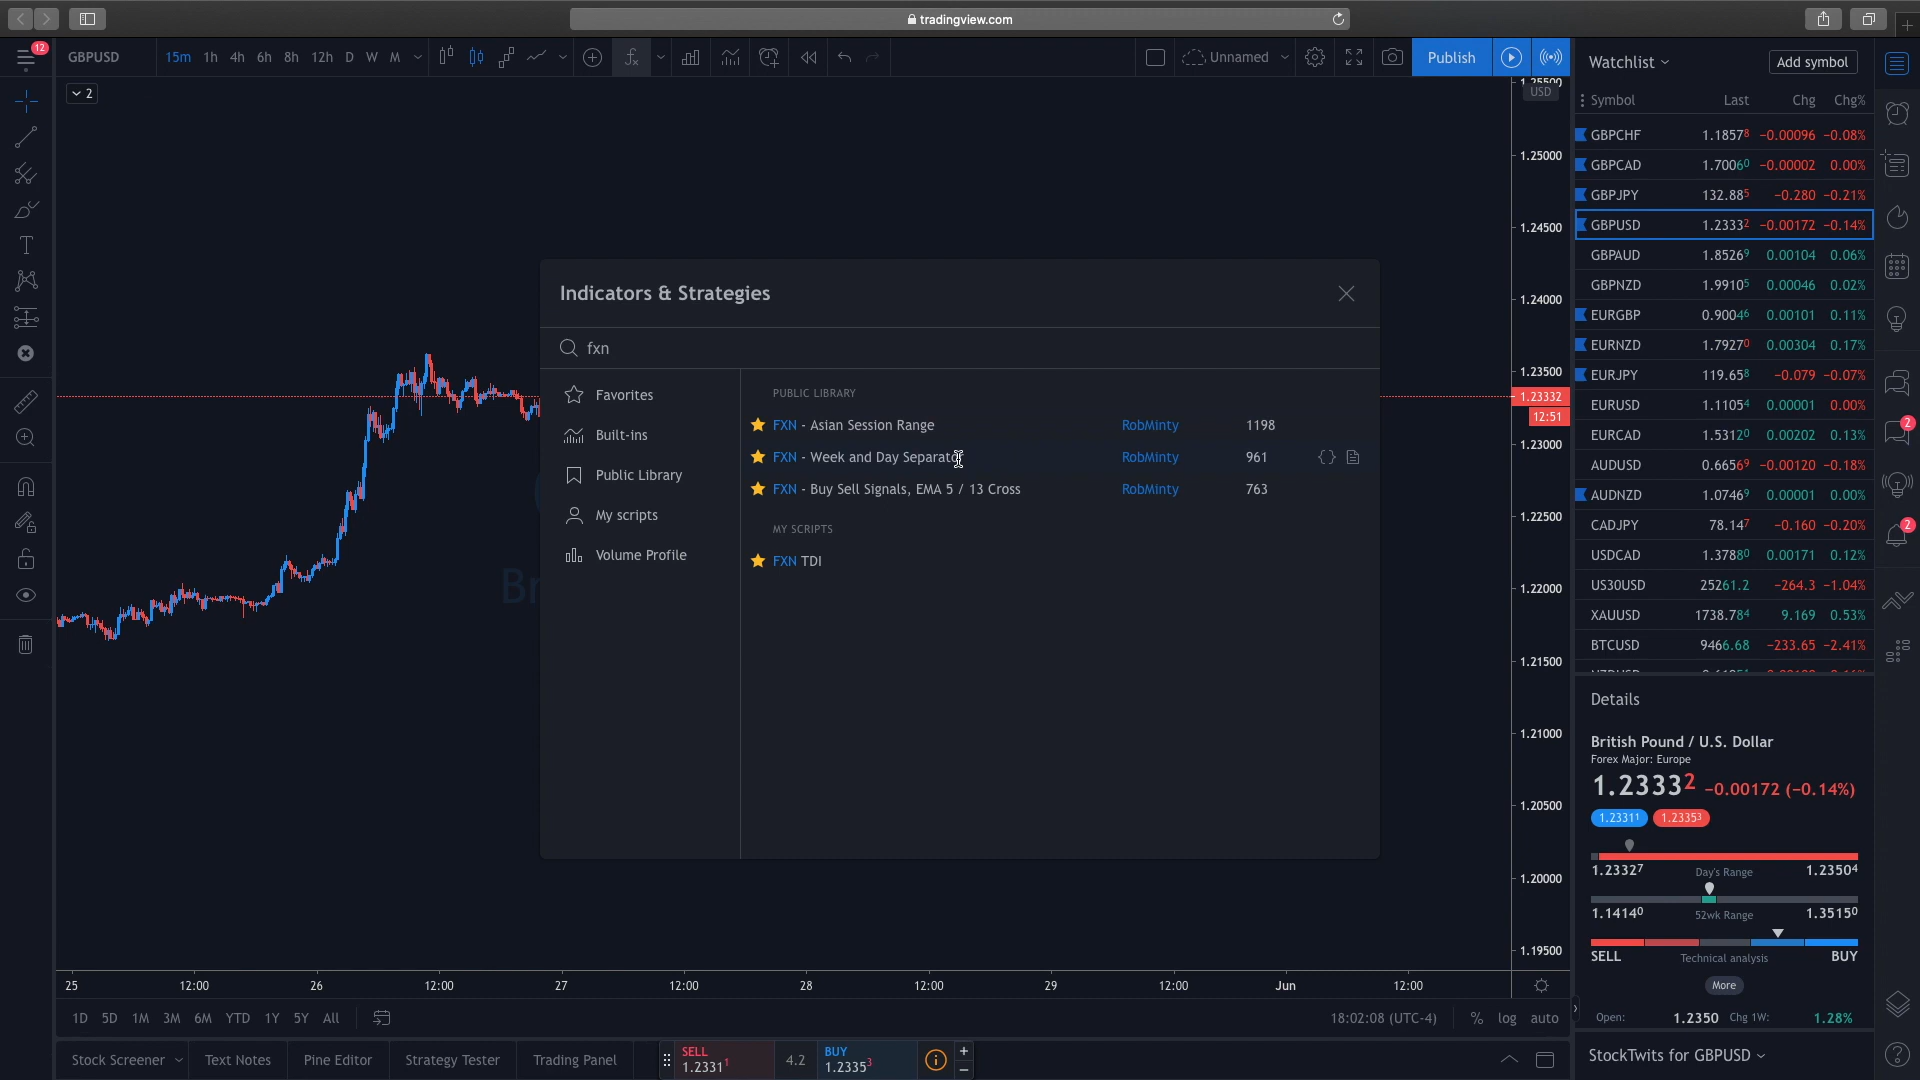 tradingview.com
12
GBPUSD
15m 1h 4h 6h 8h 12h D W M
Unnamed
Publish
2
Indicators & Strategies
fxn
Favorites
Built-ins
Public Library
My scripts
Volume Profile
PUBLIC LIBRARY
FXN - Asian Session Range RobMinty 1198
FXN - Week and Day Separator RobMinty 961
FXN - Buy Sell Signals, EMA 5 / 13 Cross RobMinty 763
MY SCRIPTS
FXN TDI
Br
1.25500
USD
1.25000
1.24500
1.24000
1.23500
1.23332
12:51
1.23000
1.22500
1.22000
1.21500
1.21000
1.20500
1.20000
1.19500
25 12:00 26 12:00 27 12:00 28 12:00 29 12:00 Jun 12:00
1D 5D 1M 3M 6M YTD 1Y 5Y All
18:02:08 (UTC-4) % log auto
Stock Screener Text Notes Pine Editor Strategy Tester Trading Panel
SELL
1.23311
4.2
BUY
1.23353
Watchlist Add symbol
Symbol Last Chg Chg%
GBPCHF 1.18578 −0.00096 −0.08%
GBPCAD 1.70060 −0.00002 0.00%
GBPJPY 132.885 −0.280 −0.21%
GBPUSD 1.23332 −0.00172 −0.14%
GBPAUD 1.85269 0.00104 0.06%
GBPNZD 1.99105 0.00046 0.02%
EURGBP 0.90046 0.00101 0.11%
EURNZD 1.79270 0.00304 0.17%
EURJPY 119.658 −0.079 −0.07%
EURUSD 1.11054 0.00001 0.00%
EURCAD 1.53120 0.00202 0.13%
AUDUSD 0.66569 −0.00120 −0.18%
AUDNZD 1.07469 0.00001 0.00%
CADJPY 78.147 −0.160 −0.20%
USDCAD 1.37880 0.00171 0.12%
US30USD 25261.2 −264.3 −1.04%
XAUUSD 1738.784 9.169 0.53%
BTCUSD 9466.68 −233.65 −2.41%
Details
British Pound / U.S. Dollar
Forex Major: Europe
1.23332 −0.00172 (−0.14%)
1.23311 1.23353
1.23327 Day's Range 1.23504
1.14140 52wk Range 1.35150
SELL Technical analysis BUY
More
Open: 1.2350 Chg 1W: 1.28%
StockTwits for GBPUSD
2
2